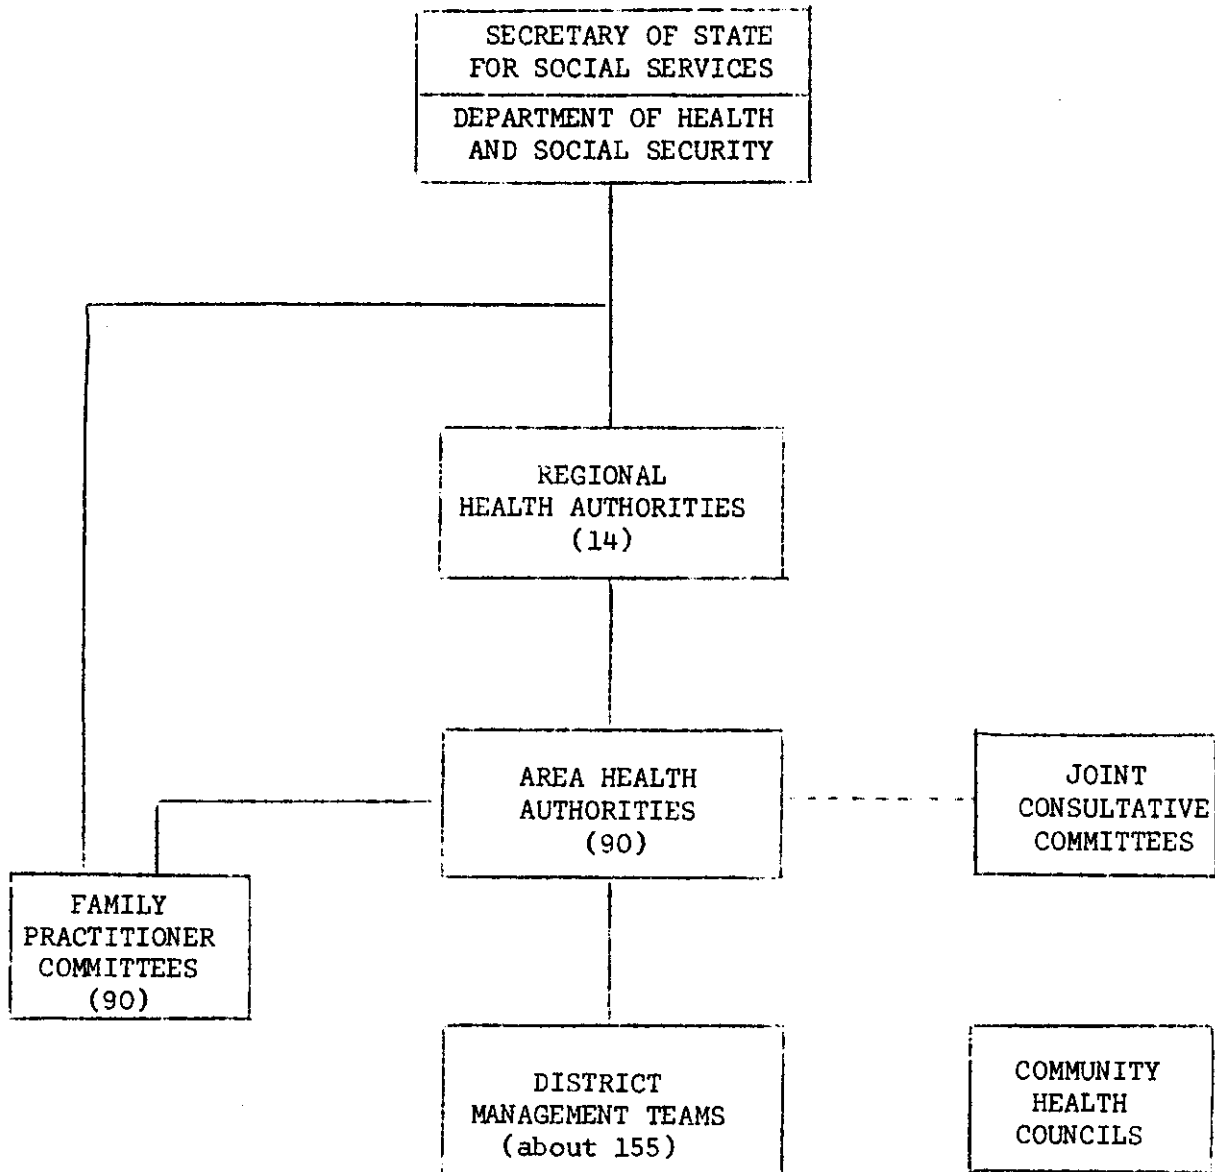 SECRETARY OF STATE
FOR SOCIAL SERVICES
DEPARTMENT OF HEALTH
AND SOCIAL SECURITY
REGIONAL
HEALTH AUTHORITIES
(14)
AREA HEALTH
AUTHORITIES
(90)
JOINT
CONSULTATIVE
COMMITTEES
FAMILY
PRACTITIONER
COMMITTEES
(90)
DISTRICT
MANAGEMENT TEAMS
(about 155)
COMMUNITY
HEALTH
COUNCILS